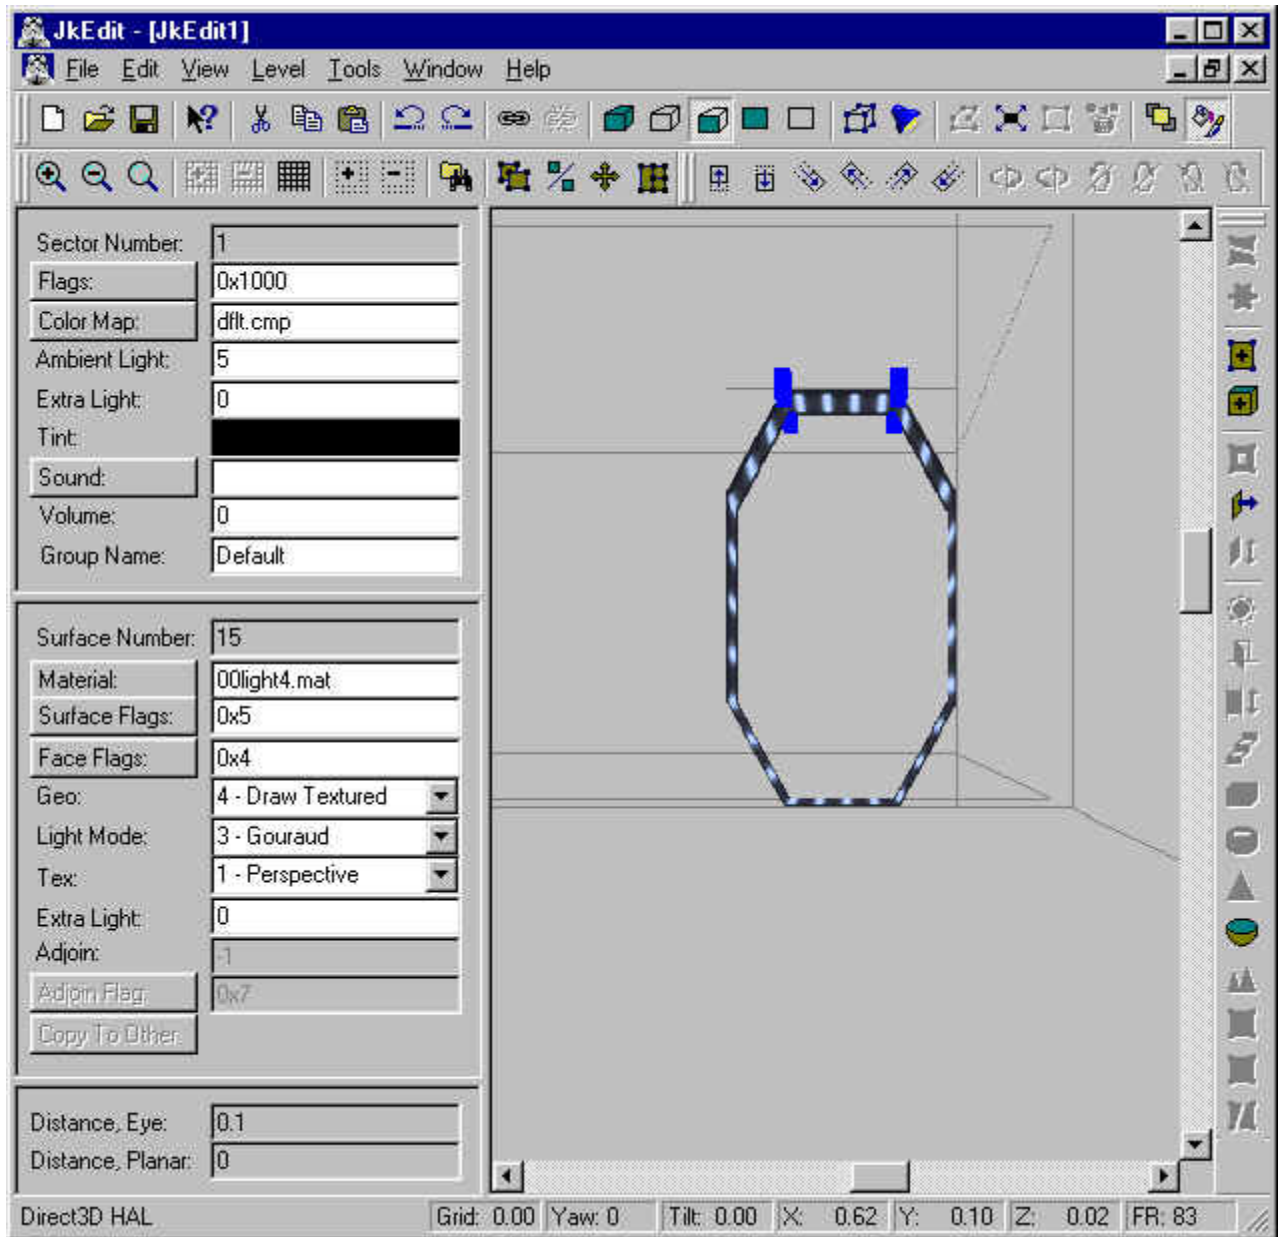 JkEdit - [JkEdit1]
File Edit View Level Tools Window Help
Sector Number: 1
Flags: 0x1000
Color Map: dflt.cmp
Ambient Light: 5
Extra Light: 0
Tint:
Sound:
Volume: 0
Group Name: Default
Surface Number: 15
Material: 00light4.mat
Surface Flags: 0x5
Face Flags: 0x4
Geo: 4 - Draw Textured
Light Mode: 3 - Gouraud
Tex: 1 - Perspective
Extra Light: 0
Adjoin: -1
Adjoin Flag: 0x7
Copy To Other.
Distance, Eye: 0.1
Distance, Planar: 0
Direct3D HAL Grid: 0.00 Yaw: 0 Tilt: 0.00 X: 0.62 Y: 0.10 Z: 0.02 FR: 83